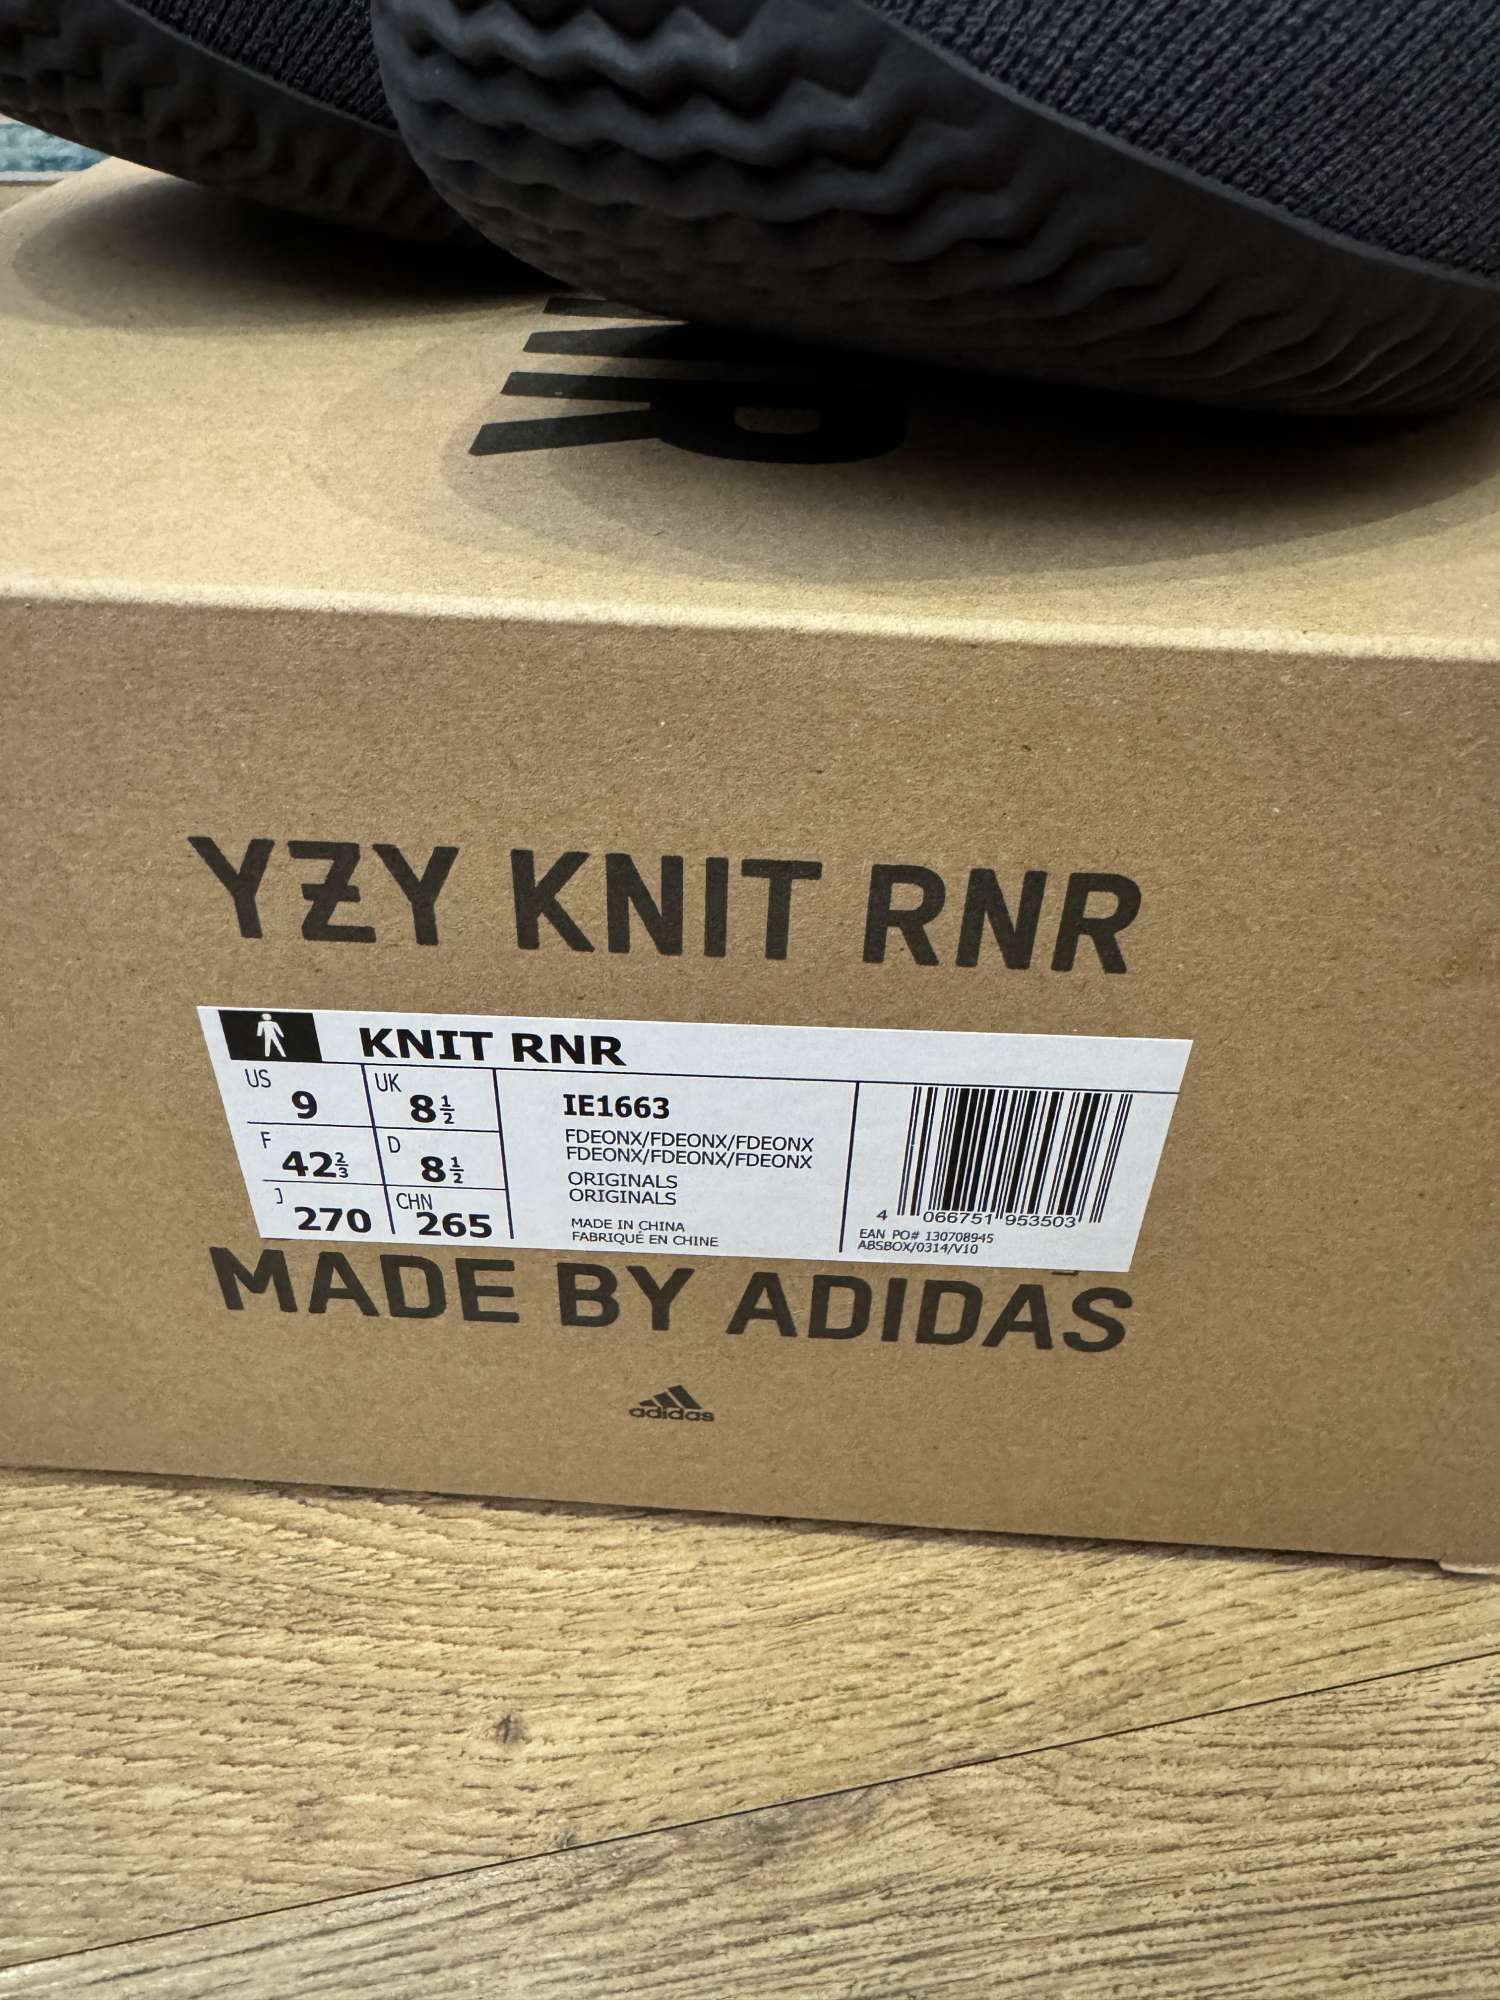 YZY KNIT RNR
KNIT RNR
US 9
UK 8½
F 42⅔
D 8½
J 270
CHN 265
IE1663
FDEONX/FDEONX/FDEONX
FDEONX/FDEONX/FDEONX
ORIGINALS
ORIGINALS
MADE IN CHINA
FABRIQUÉ EN CHINE
4 066751 953503
EAN PO# 130708945
ABSBOX/0314/V10
MADE BY ADIDAS
adidas